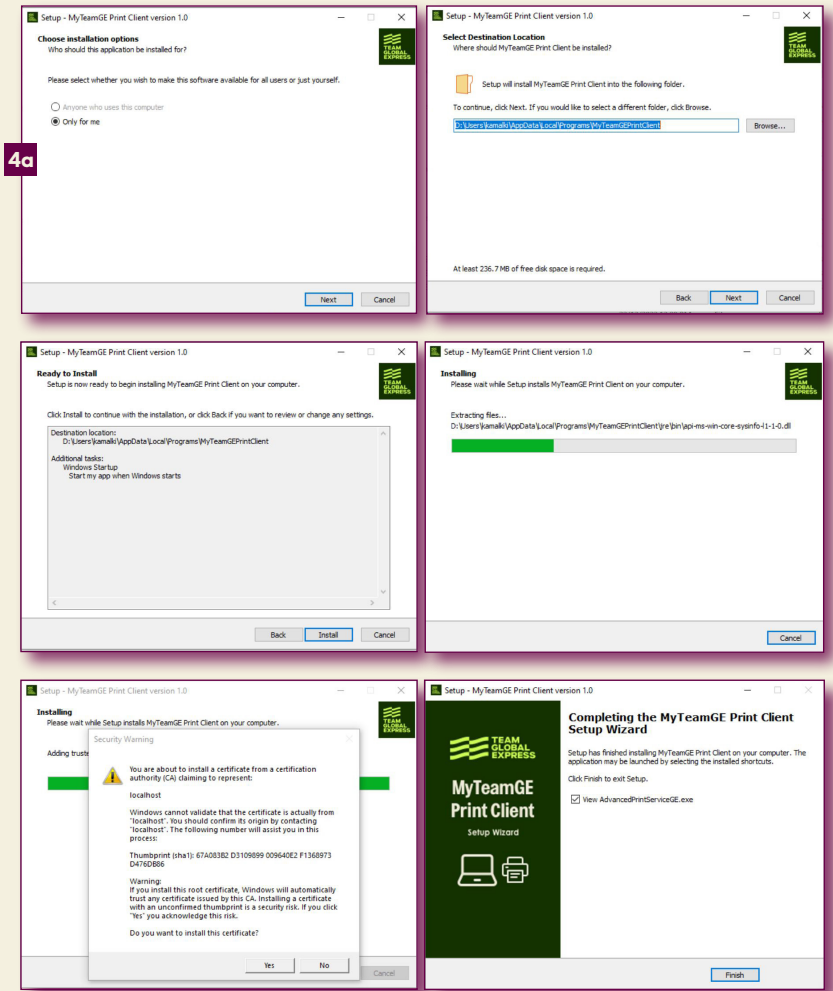 Setup - MyTeamGE Print Client version 1.0
Choose installation options
Who should this application be installed for?
TEAM
GLOBAL
EXPRESS
Please select whether you wish to make this software available for all users or just yourself.
Anyone who uses this computer
Only for me
4a
Next
Cancel
Setup - MyTeamGE Print Client version 1.0
Select Destination Location
Where should MyTeamGE Print Client be installed?
TEAM
GLOBAL
EXPRESS
Setup will install MyTeamGE Print Client into the following folder.
To continue, click Next. If you would like to select a different folder, click Browse.
D:\Users\kamalki\AppData\Local\Programs\MyTeamGEPrintClient
Browse...
At least 236.7 MB of free disk space is required.
Back
Next
Cancel
Setup - MyTeamGE Print Client version 1.0
Ready to Install
Setup is now ready to begin installing MyTeamGE Print Client on your computer.
TEAM
GLOBAL
EXPRESS
Click Install to continue with the installation, or click Back if you want to review or change any settings.
Destination location:
D:\Users\kamalki\AppData\Local\Programs\MyTeamGEPrintClient
Additional tasks:
Windows Startup
Start my app when Windows starts
Back
Install
Cancel
Setup - MyTeamGE Print Client version 1.0
Installing
Please wait while Setup installs MyTeamGE Print Client on your computer.
TEAM
GLOBAL
EXPRESS
Extracting files...
D:\Users\kamalki\AppData\Local\Programs\MyTeamGEPrintClient\jre\bin\api-ms-win-core-sysinfo-l1-1-0.dll
Cancel
Setup - MyTeamGE Print Client version 1.0
Installing
Please wait while Setup installs MyTeamGE Print Client on your computer.
TEAM
GLOBAL
EXPRESS
Adding truste
Security Warning
You are about to install a certificate from a certification
authority (CA) claiming to represent:
localhost
Windows cannot validate that the certificate is actually from
"localhost". You should confirm its origin by contacting
"localhost". The following number will assist you in this
process:
Thumbprint (sha1): 67A083B2 D3109899 009640E2 F1368973
D476DB86
Warning:
If you install this root certificate, Windows will automatically
trust any certificate issued by this CA. Installing a certificate
with an unconfirmed thumbprint is a security risk. If you click
"Yes" you acknowledge this risk.
Do you want to install this certificate?
Yes
No
Cancel
Setup - MyTeamGE Print Client version 1.0
TEAM
GLOBAL
EXPRESS
MyTeamGE
Print Client
Setup Wizard
Completing the MyTeamGE Print Client
Setup Wizard
Setup has finished installing MyTeamGE Print Client on your computer. The
application may be launched by selecting the installed shortcuts.
Click Finish to exit Setup.
View AdvancedPrintServiceGE.exe
Finish